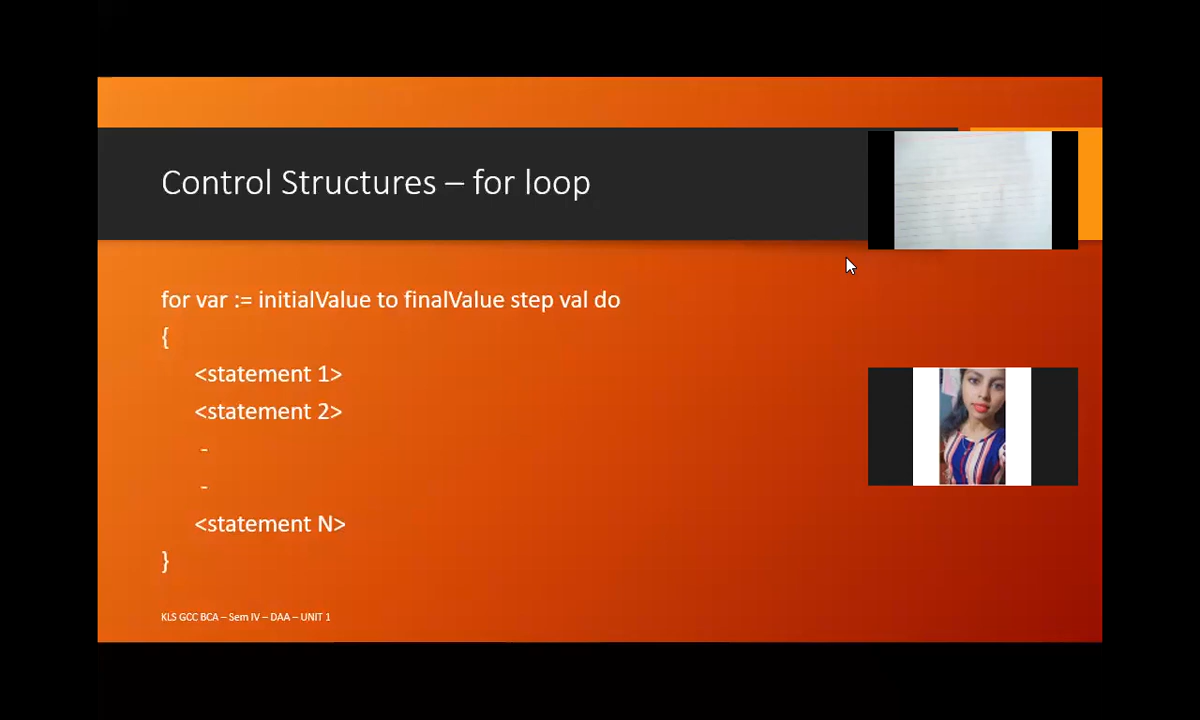 Control Structures – for loop
for var := initialValue to finalValue step val do
{
<statement 1>
<statement 2>
-
-
<statement N>
}
KLS GCC BCA – Sem IV – DAA – UNIT 1